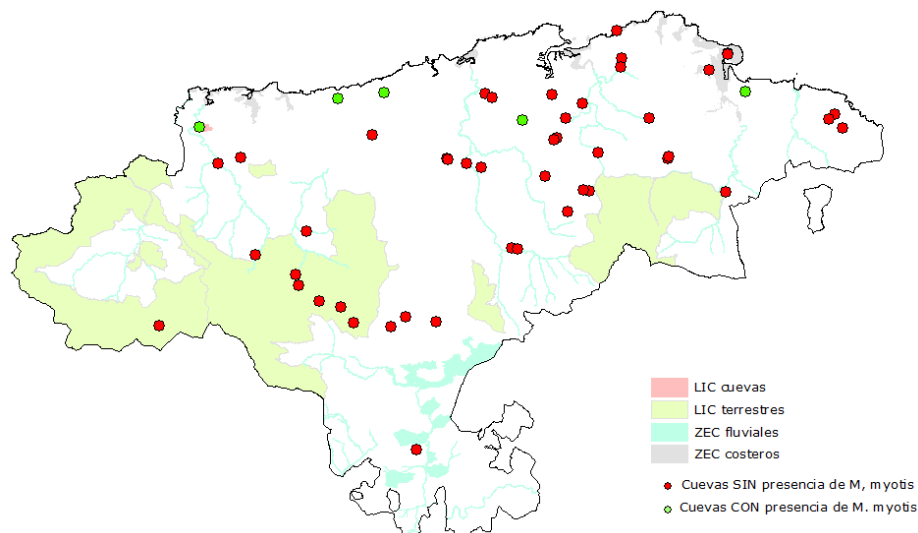 LIC cuevas
LIC terrestres
ZEC fluviales
ZEC costeros
Cuevas SIN presencia de M, myotis
Cuevas CON presencia de M. myotis